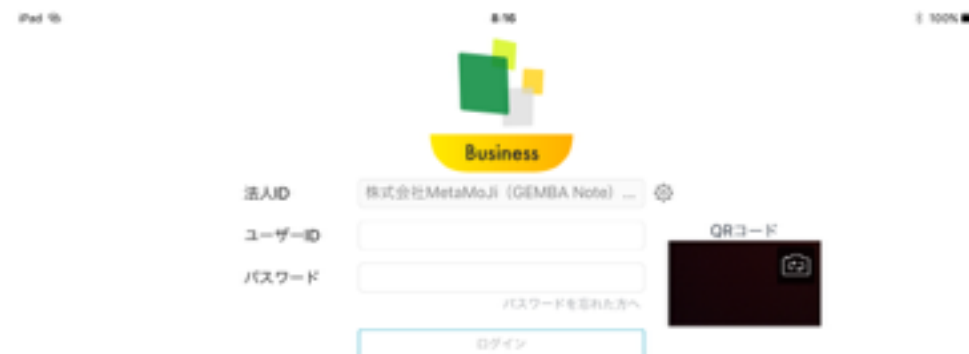 iPad
8:16
100%
Business
法人ID
株式会社MetaMoJi（GEMBA Note）...
ユーザーID
QRコード
パスワード
パスワードを忘れた方へ
ログイン